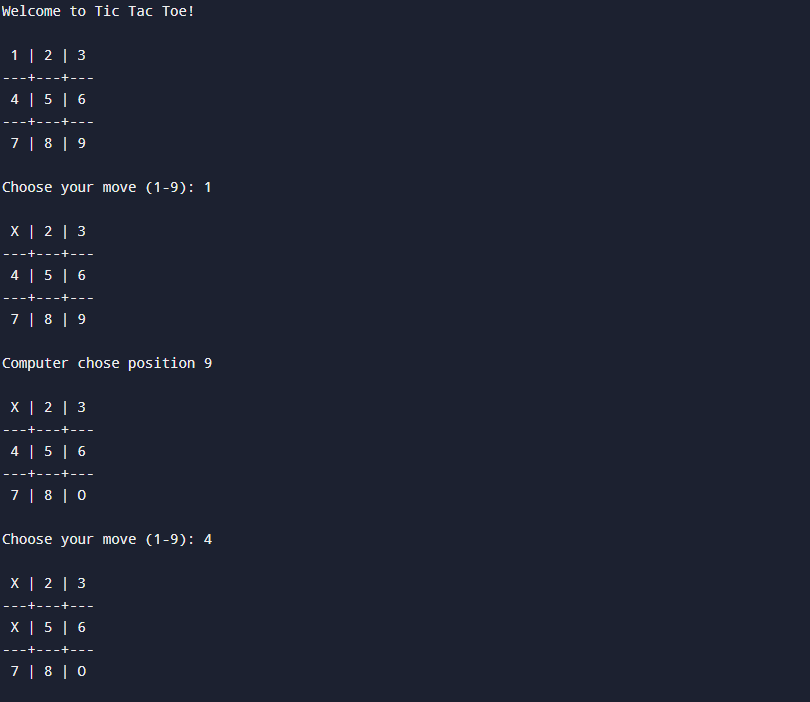 Welcome to Tic Tac Toe!
1 | 2 | 3
---+---+---
4 | 5 | 6
---+---+---
7 | 8 | 9
Choose your move (1-9): 1
X | 2 | 3
---+---+---
4 | 5 | 6
---+---+---
7 | 8 | 9
Computer chose position 9
X | 2 | 3
---+---+---
4 | 5 | 6
---+---+---
7 | 8 | O
Choose your move (1-9): 4
X | 2 | 3
---+---+---
X | 5 | 6
---+---+---
7 | 8 | O